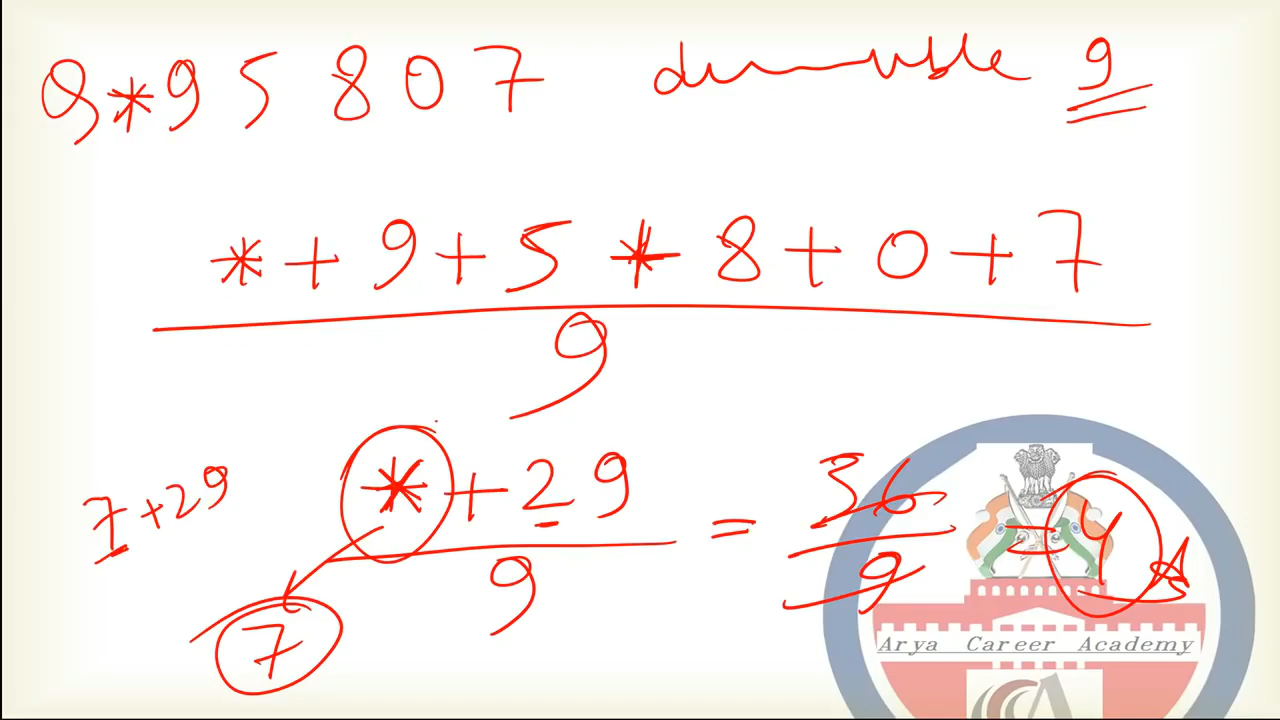 Q *95807 divisible 9
* + 9 + 5 + 8 + 0 + 7
9
7 + 29
* + 29
9
= 36
9
= 4 A
7
Arya Career Academy